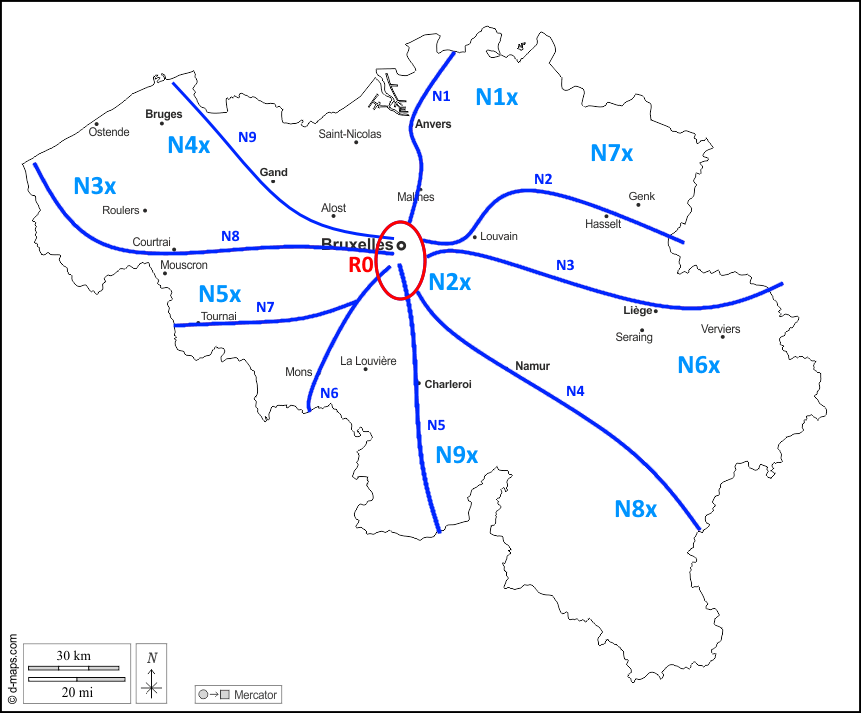 N1
N1x
Anvers
Bruges
Ostende
N4x
N9
Saint-Nicolas
N7x
N3x
Gand
N2
Genk
Roulers
Alost
Malines
Hasselt
Courtrai
N8
Bruxelles
Louvain
Mouscron
R0
N3
N5x
N2x
N7
Tournai
Liège
Seraing
Verviers
N6x
La Louvière
Mons
Namur
Charleroi
N6
N4
N5
N9x
N8x
© d-maps.com
30 km
20 mi
N
Mercator